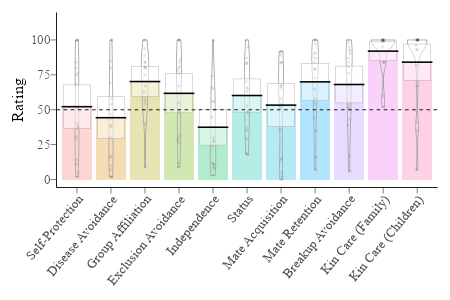 100
75
50
25
0
Rating
Self-Protection
Disease Avoidance
Group Affiliation
Exclusion Avoidance
Independence
Status
Mate Acquisition
Mate Retention
Breakup Avoidance
Kin Care (Family)
Kin Care (Children)